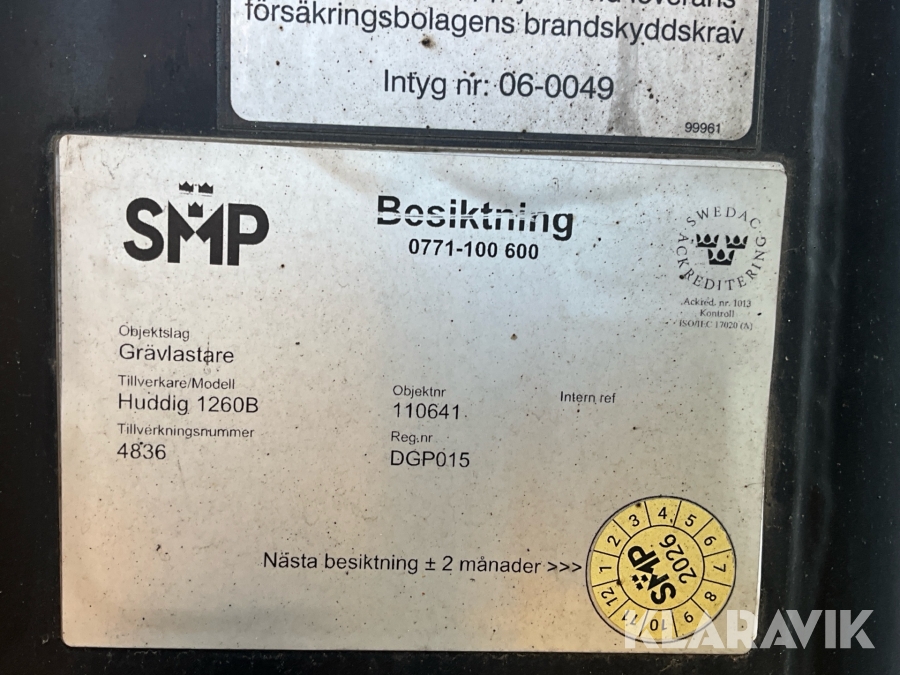 försäkringsbolagens brandskyddskrav
Intyg nr: 06-0049
99961
SMP
Besiktning
0771-100 600
SWEDAC
ACKREDITERING
Ackred. nr. 1013
Kontroll
ISO/IEC 17020 (A)
Objektslag
Grävlastare
Tillverkare/Modell
Huddig 1260B
Tillverkningsnummer
4836
Objektnr
110641
Reg.nr
DGP015
Intern ref
Nästa besiktning ± 2 månader >>>
1 2 3 4 5 6 7 8 9 10 11 12
SMP
2026
KLARAVIK